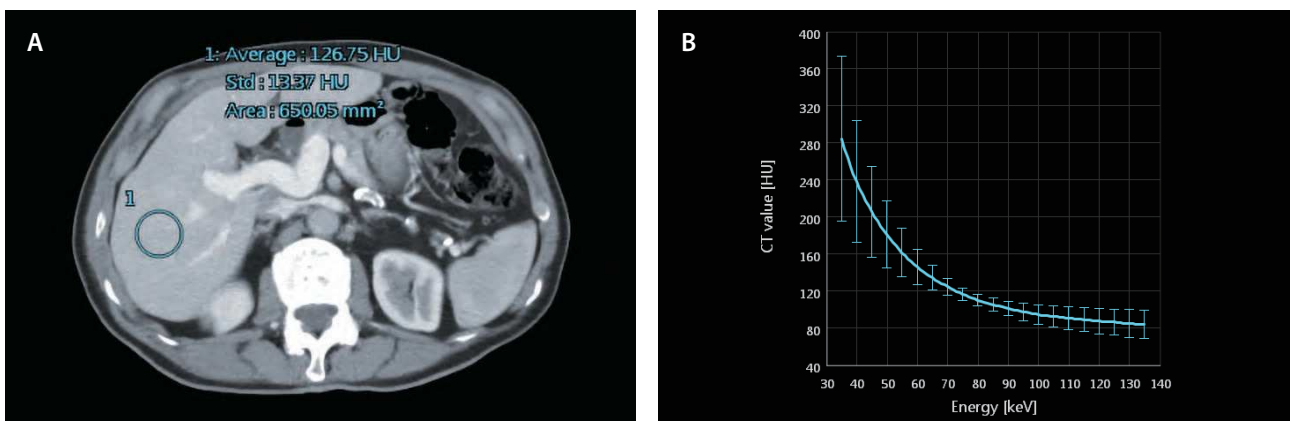 A
1: Average : 126.75 HU
Std : 13.37 HU
Area : 650.05 mm²
1
B
400
360
320
280
240
200
160
120
80
40
CT value [HU]
30 40 50 60 70 80 90 100 110 120 130 140
Energy [keV]